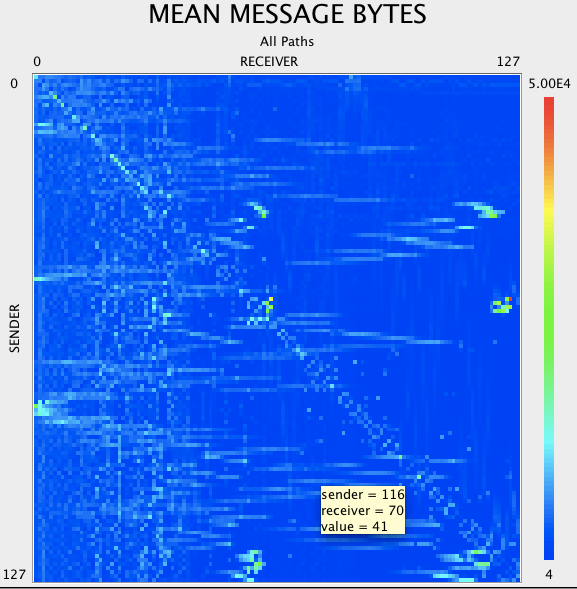 MEAN MESSAGE BYTES
All Paths
0 RECEIVER 127
0
5.00E4
SENDER
sender = 116
receiver = 70
value = 41
127
4